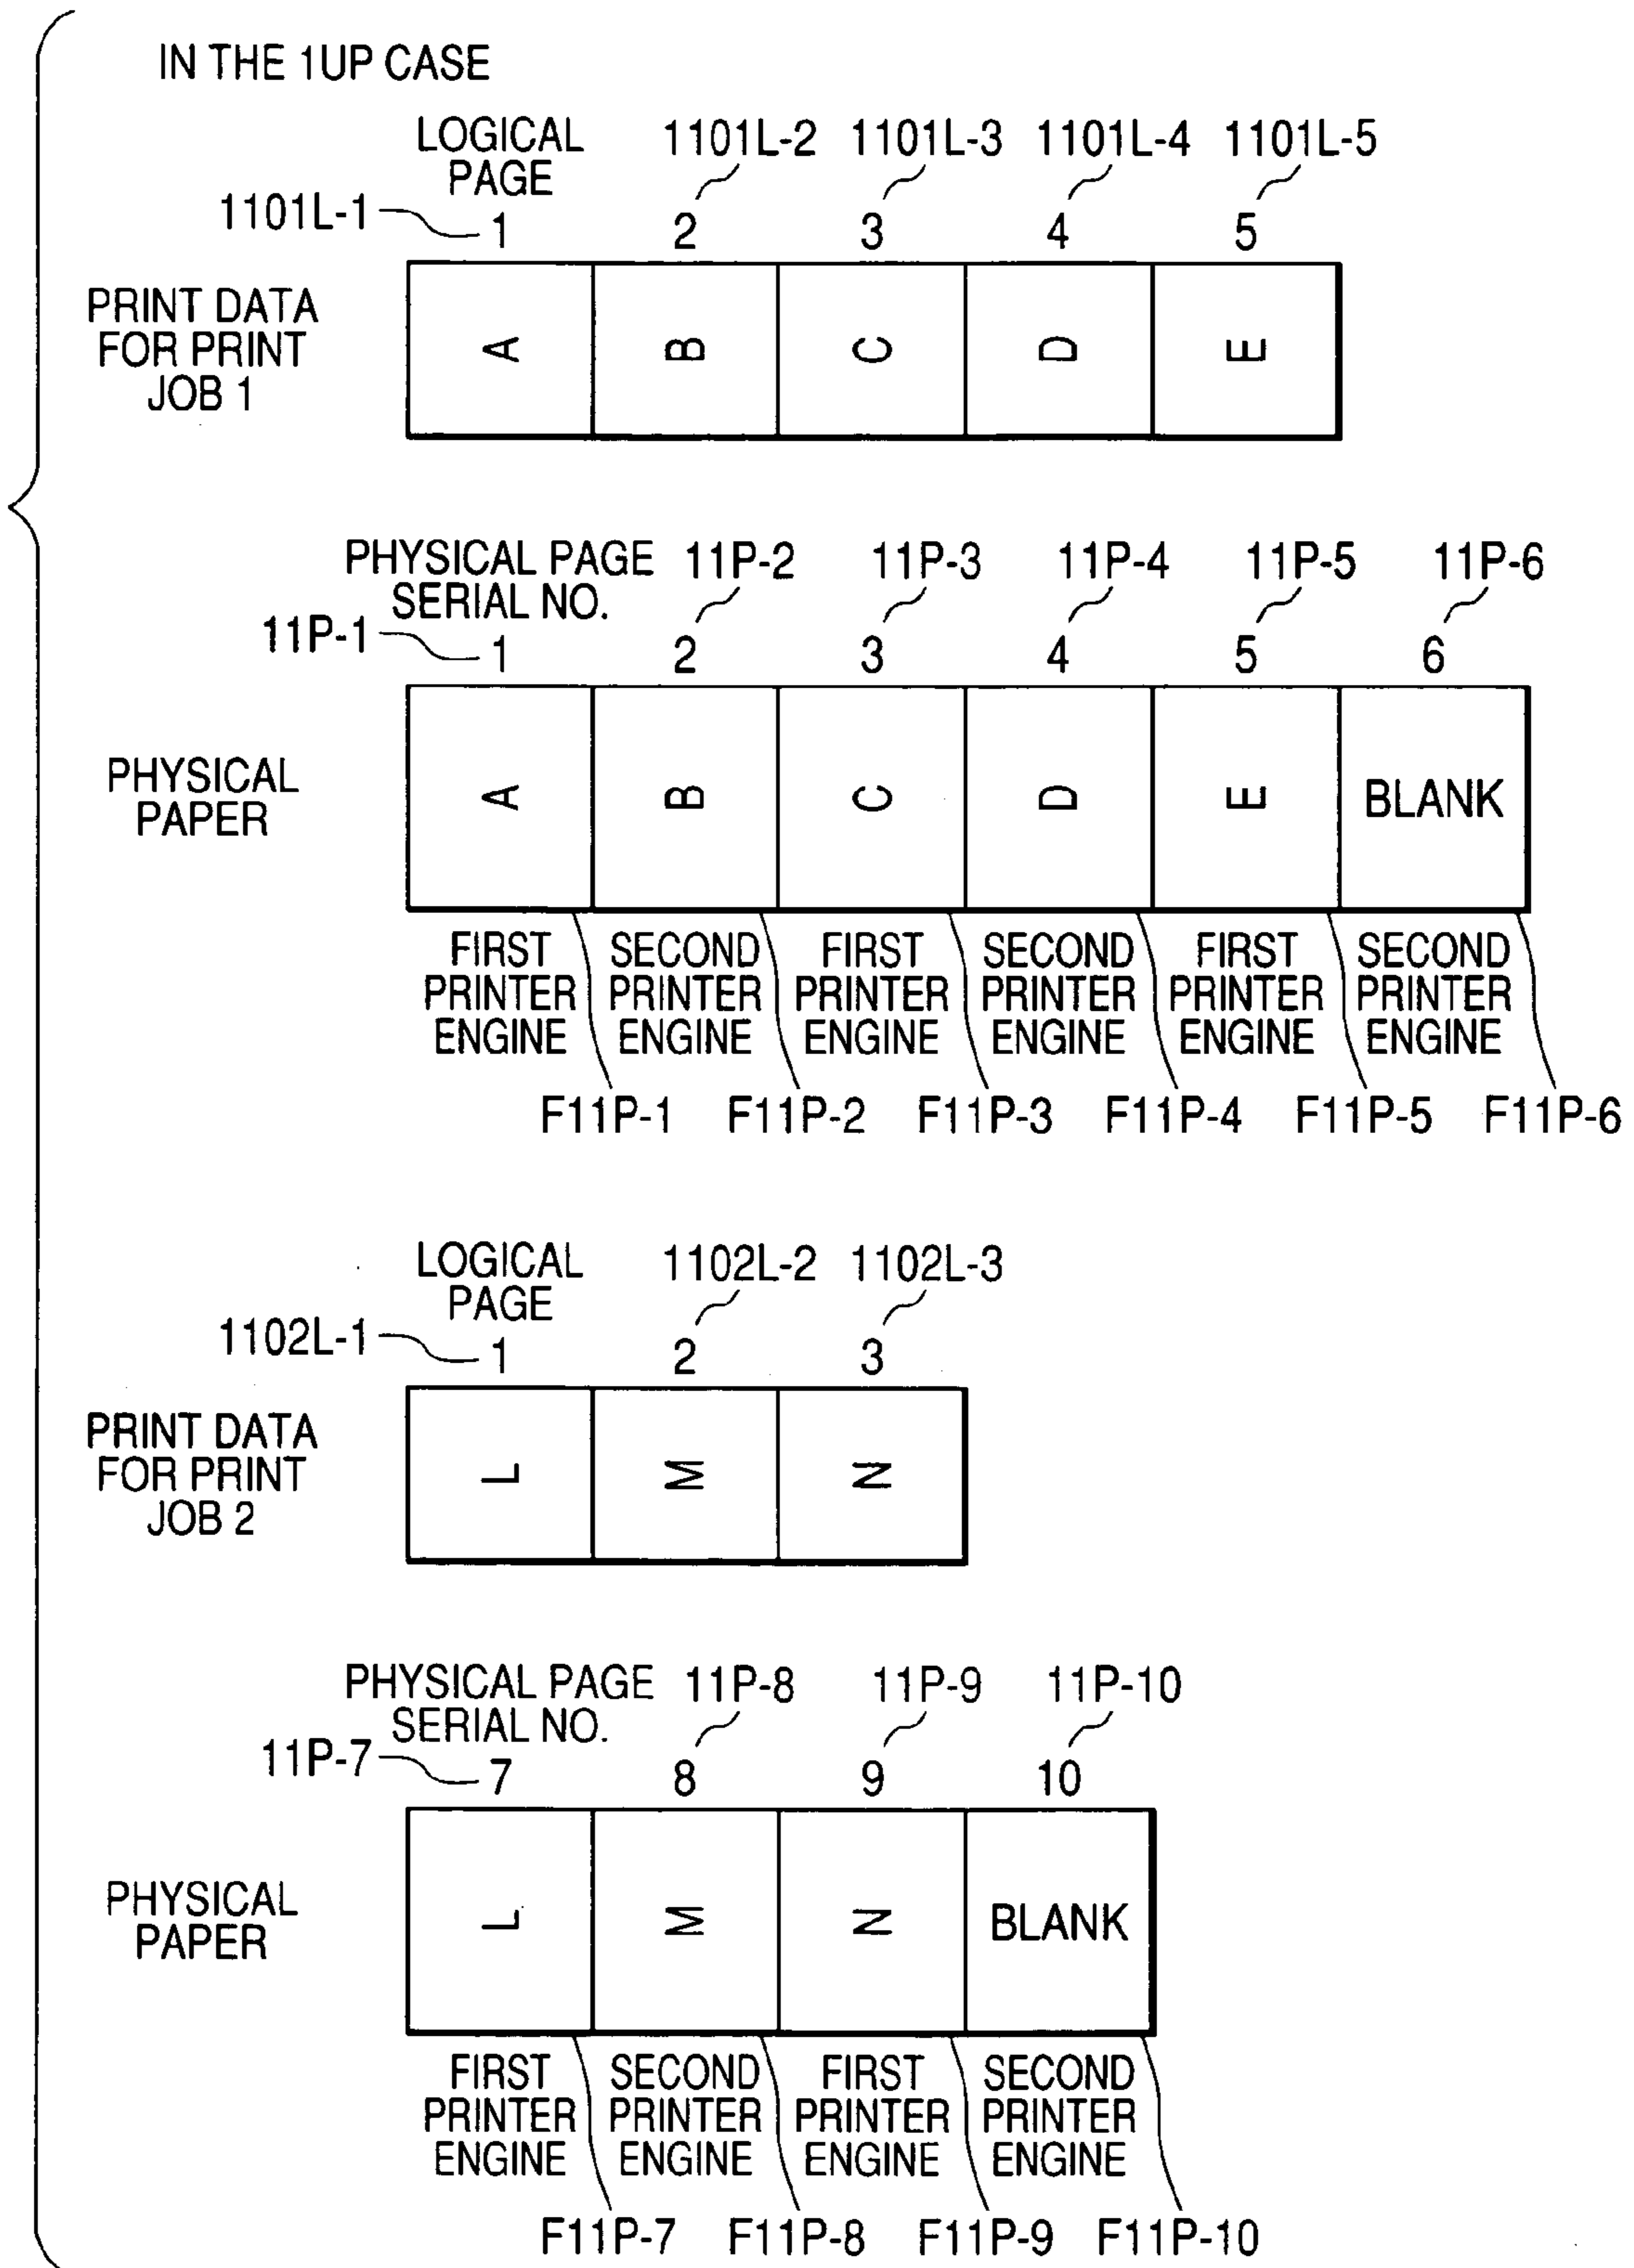 IN THE 1UP CASE
LOGICAL PAGE
1101L-2 1101L-3 1101L-4 1101L-5
1101L-1
1 2 3 4 5
PRINT DATA
FOR PRINT
JOB 1
A B C D E
PHYSICAL PAGE
SERIAL NO.
11P-2 11P-3 11P-4 11P-5 11P-6
11P-1
1 2 3 4 5 6
PHYSICAL
PAPER
A B C D E BLANK
FIRST SECOND FIRST SECOND FIRST SECOND
PRINTER PRINTER PRINTER PRINTER PRINTER PRINTER
ENGINE ENGINE ENGINE ENGINE ENGINE ENGINE
F11P-1 F11P-2 F11P-3 F11P-4 F11P-5 F11P-6
LOGICAL
PAGE
1102L-2 1102L-3
1102L-1
1 2 3
PRINT DATA
FOR PRINT
JOB 2
L M N
PHYSICAL PAGE
SERIAL NO.
11P-8 11P-9 11P-10
11P-7
7 8 9 10
PHYSICAL
PAPER
L M N BLANK
FIRST SECOND FIRST SECOND
PRINTER PRINTER PRINTER PRINTER
ENGINE ENGINE ENGINE ENGINE
F11P-7 F11P-8 F11P-9 F11P-10